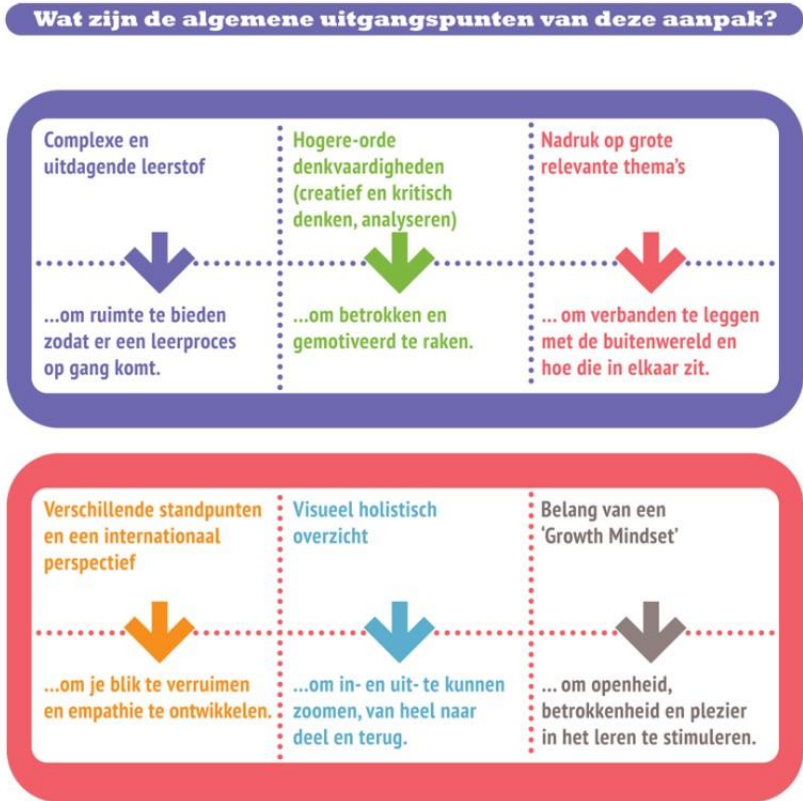 Wat zijn de algemene uitgangspunten van deze aanpak?
Complexe en
uitdagende leerstof
...om ruimte te bieden
zodat er een leerproces
op gang komt.
Hogere-orde
denkvaardigheden
(creatief en kritisch
denken, analyseren)
...om betrokken en
gemotiveerd te raken.
Nadruk op grote
relevante thema's
... om verbanden te leggen
met de buitenwereld en
hoe die in elkaar zit.
Verschillende standpunten
en een internationaal
perspectief
...om je blik te verruimen
en empathie te ontwikkelen.
Visueel holistisch
overzicht
...om in- en uit- te kunnen
zoomen, van heel naar
deel en terug.
Belang van een
‘Growth Mindset’
... om openheid,
betrokkenheid en plezier
in het leren te stimuleren.